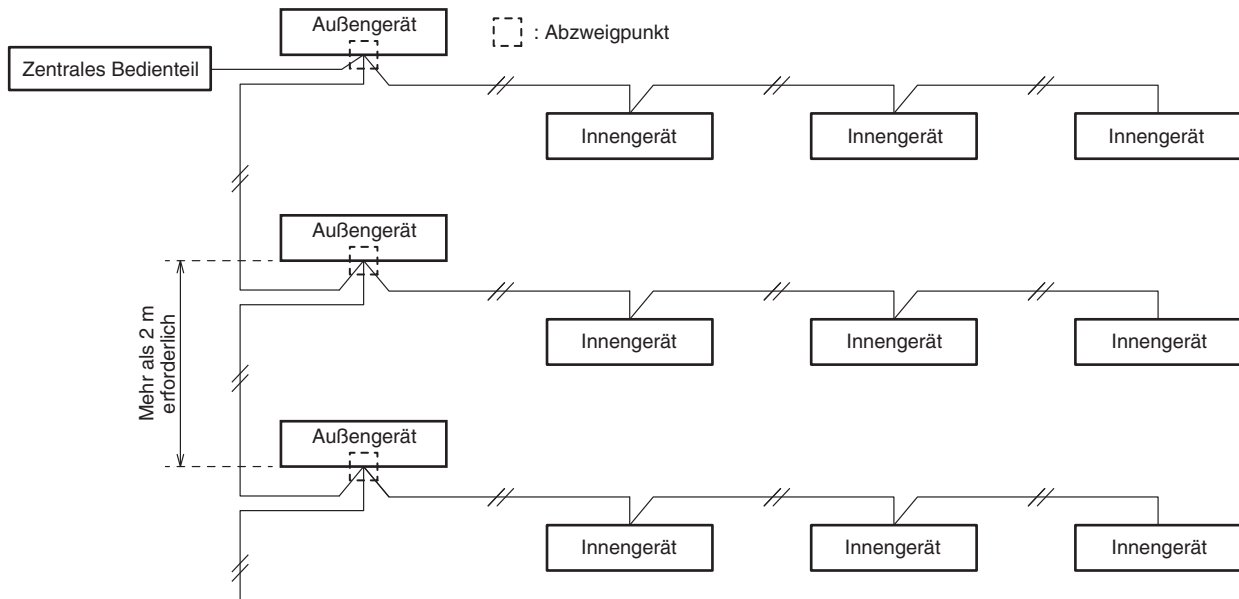 Außengerät
: Abzweigpunkt
Zentrales Bedienteil
Innengerät
Innengerät
Innengerät
Außengerät
Innengerät
Innengerät
Innengerät
Mehr als 2 m
erforderlich
Außengerät
Innengerät
Innengerät
Innengerät